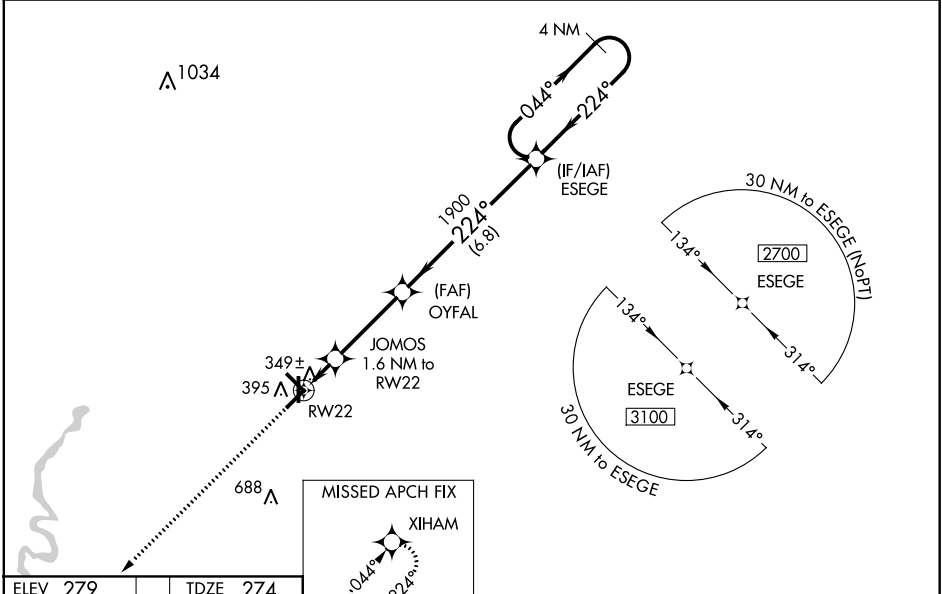 4 NM
1034
044°
224°
(IF/IAF)
ESEGE
1900
224°
(6.8)
30 NM to ESEGE (NoPT)
134°
2700
ESEGE
314°
(FAF)
OYFAL
134°
ESEGE
3100
314°
30 NM to ESEGE
JOMOS
1.6 NM to
RW22
349±
395
RW22
688
MISSED APCH FIX
XIHAM
044°
224°
ELEV 279
TDZE 274